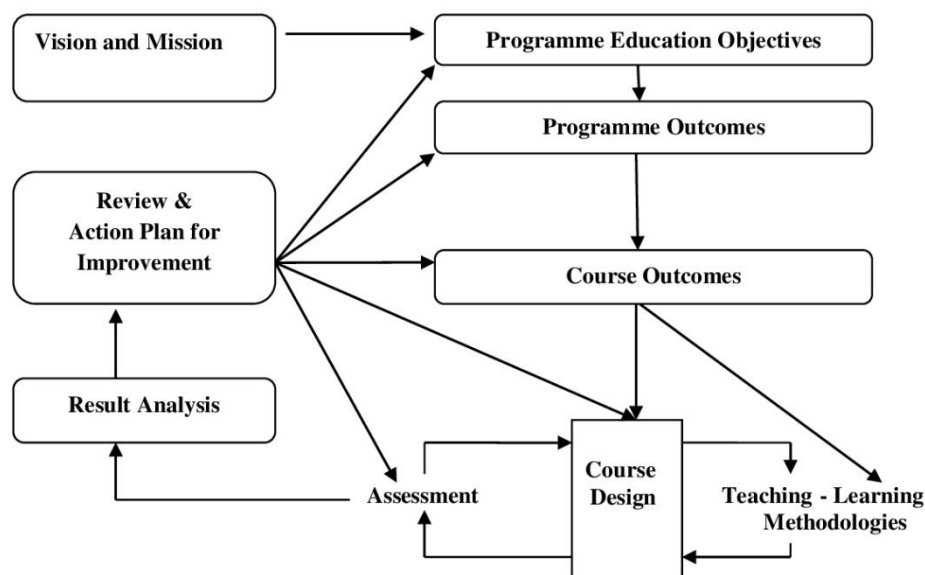 Vision and Mission
Programme Education Objectives
Programme Outcomes
Review &
Action Plan for
Improvement
Course Outcomes
Result Analysis
Assessment
Course
Design
Teaching - Learning
Methodologies